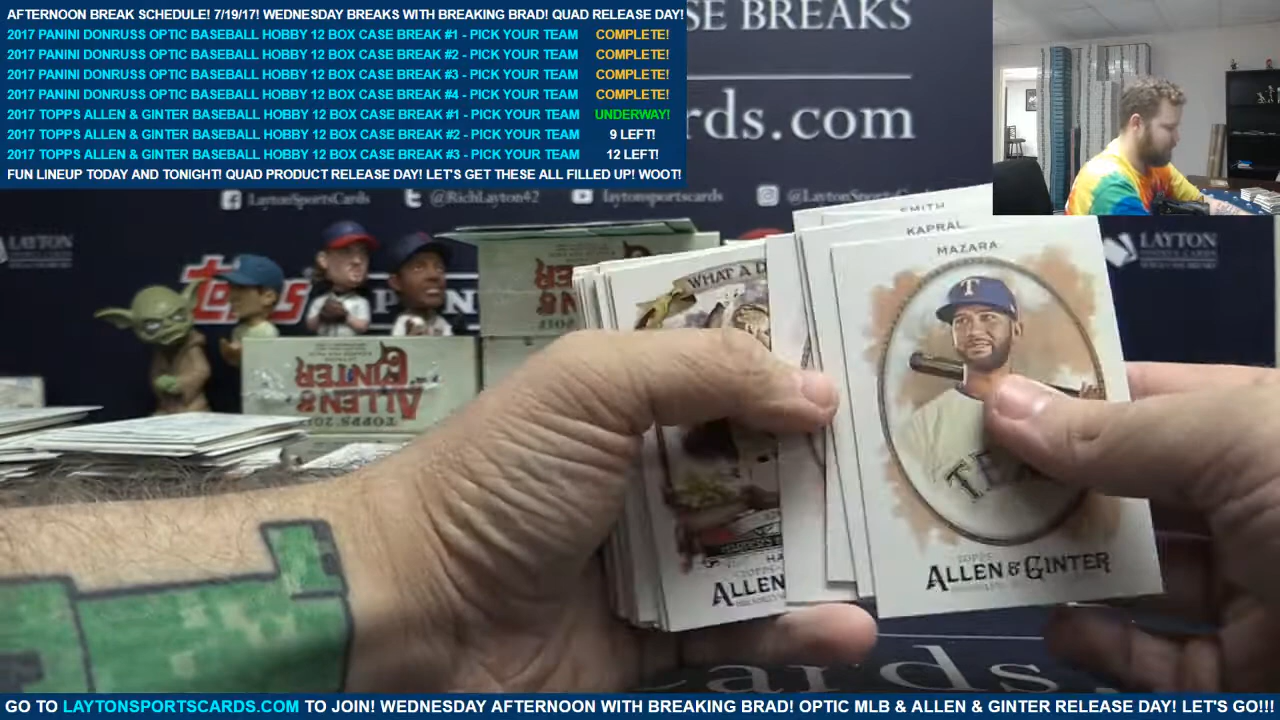 AFTERNOON BREAK SCHEDULE! 7/19/17! WEDNESDAY BREAKS WITH BREAKING BRAD! QUAD RELEASE DAY!
2017 PANINI DONRUSS OPTIC BASEBALL HOBBY 12 BOX CASE BREAK #1 - PICK YOUR TEAM COMPLETE!
2017 PANINI DONRUSS OPTIC BASEBALL HOBBY 12 BOX CASE BREAK #2 - PICK YOUR TEAM COMPLETE!
2017 PANINI DONRUSS OPTIC BASEBALL HOBBY 12 BOX CASE BREAK #3 - PICK YOUR TEAM COMPLETE!
2017 PANINI DONRUSS OPTIC BASEBALL HOBBY 12 BOX CASE BREAK #4 - PICK YOUR TEAM COMPLETE!
2017 TOPPS ALLEN & GINTER BASEBALL HOBBY 12 BOX CASE BREAK #1 - PICK YOUR TEAM UNDERWAY!
2017 TOPPS ALLEN & GINTER BASEBALL HOBBY 12 BOX CASE BREAK #2 - PICK YOUR TEAM 9 LEFT!
2017 TOPPS ALLEN & GINTER BASEBALL HOBBY 12 BOXCASE BREAK #3 - PICK YOUR TEAM 12 LEFT!
FUN LINEUP TODAY AND TONIGHT! QUAD PRODUCT RELEASE DAY! LET'S GET THESE ALL FILLED UP! WOOT!
SE BREAKS
rds.com
LaytonSportsCards @RichLayton42 laytonsportscards @Layton
LAYTON
LAYTON
topps
SMITH
KAPRAL
MAZARA
WHAT A D
T
TE
TOPPS
ALLEN & GINTER
ALLEN
ALLEN & GINTER
cards
GO TO LAYTONSPORTSCARDS.COM TO JOIN! WEDNESDAY AFTERNOON WITH BREAKING BRAD! OPTIC MLB & ALLEN & GINTER RELEASE DAY! LET'S GO!!!